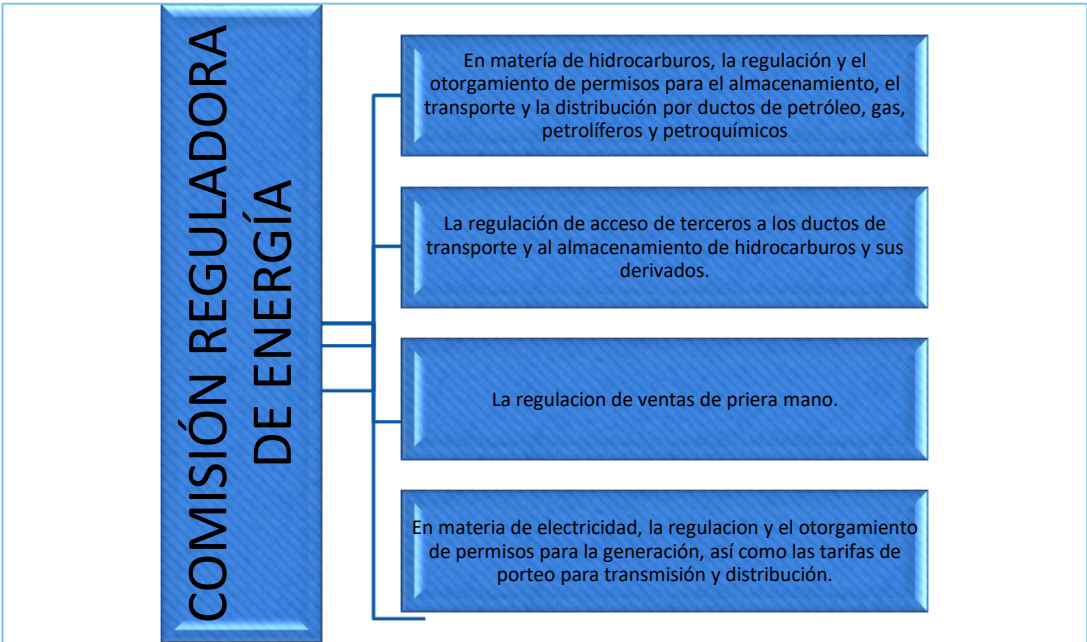 COMISIÓN REGULADORA
DE ENERGÍA
En matería de hidrocarburos, la regulación y el
otorgamiento de permisos para el almacenamiento, el
transporte y la distribución por ductos de petróleo, gas,
petrolíferos y petroquímicos
La regulación de acceso de terceros a los ductos de
transporte y al almacenamiento de hidrocarburos y sus
derivados.
La regulacion de ventas de priera mano.
En materia de electricidad, la regulacion y el otorgamiento
de permisos para la generación, así como las tarifas de
porteo para transmisión y distribución.